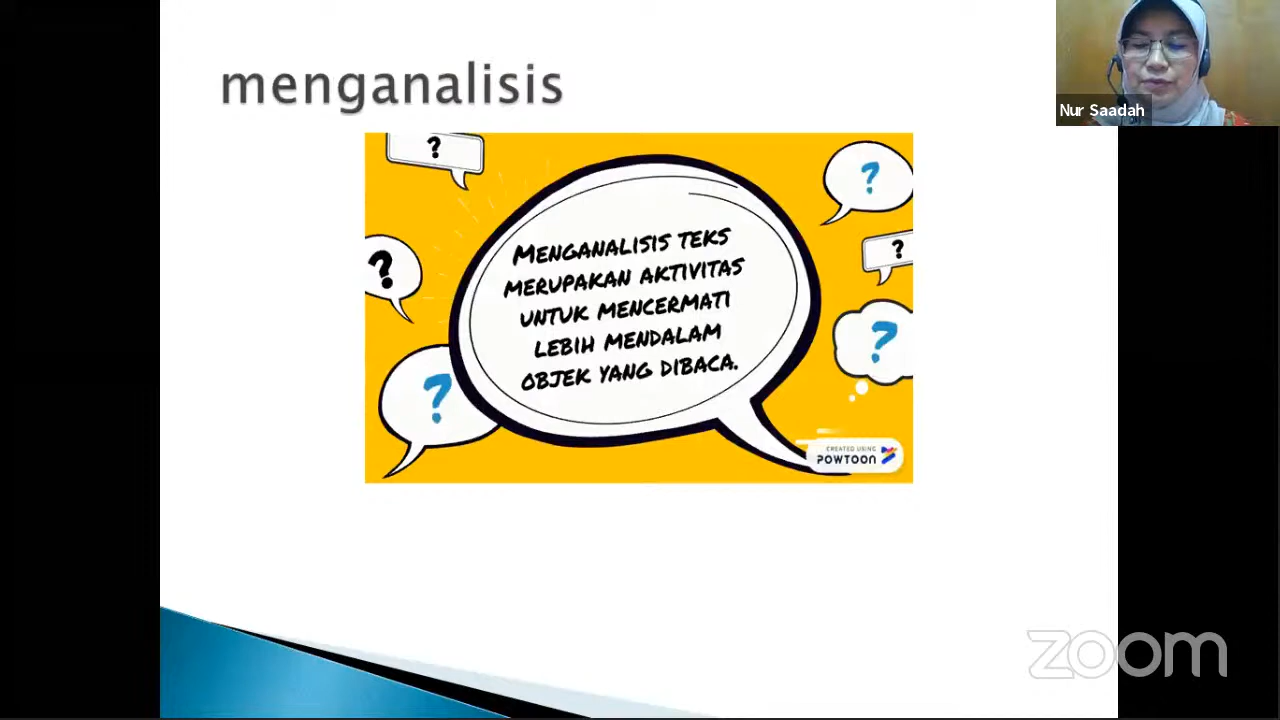 menganalisis
Nur Saadah
?
?
?
?
?
?
MENGANALISIS TEKS
MERUPAKAN AKTIVITAS
UNTUK MENCERMATI
LEBIH MENDALAM
OBJEK YANG DIBACA.
?
CREATED USING
POWTOON
zoom